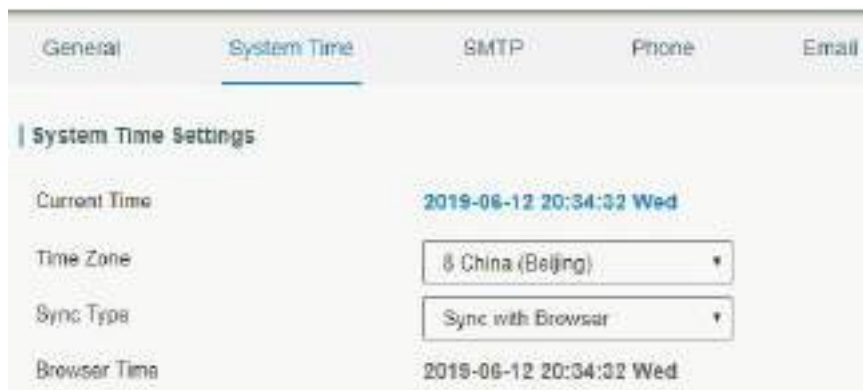 General System Time SMTP Phone Email
System Time Settings
Current Time 2019-06-12 20:34:32 Wed
Time Zone 8 China (Beijing)
Sync Type Sync with Browser
Browser Time 2019-06-12 20:34:32 Wed